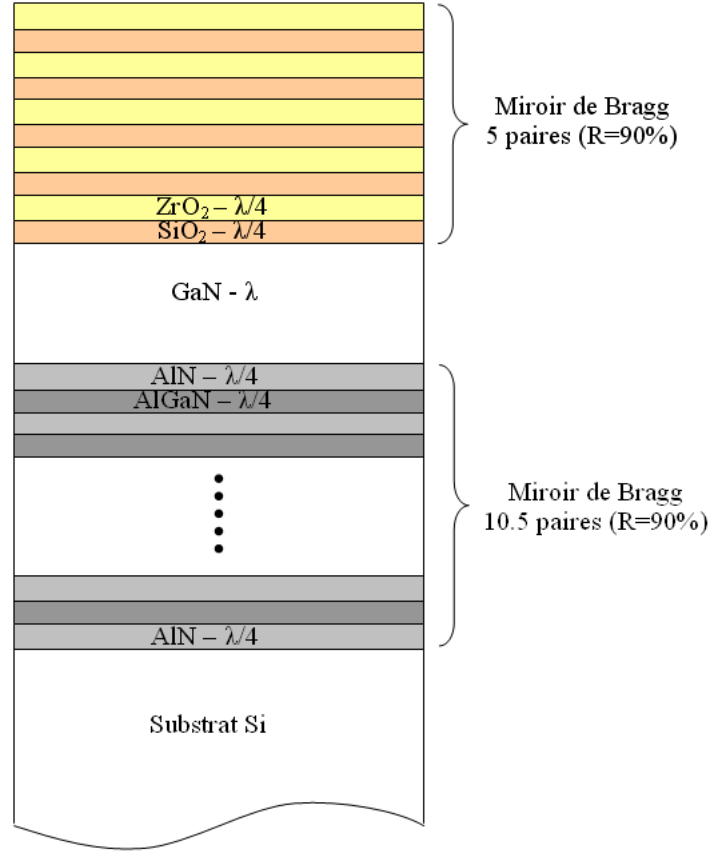 Miroir de Bragg
5 paires (R=90%)
ZrO₂ – λ/4
SiO₂ – λ/4
GaN - λ
AlN – λ/4
AlGaN – λ/4
Miroir de Bragg
10.5 paires (R=90%)
AlN – λ/4
Substrat Si